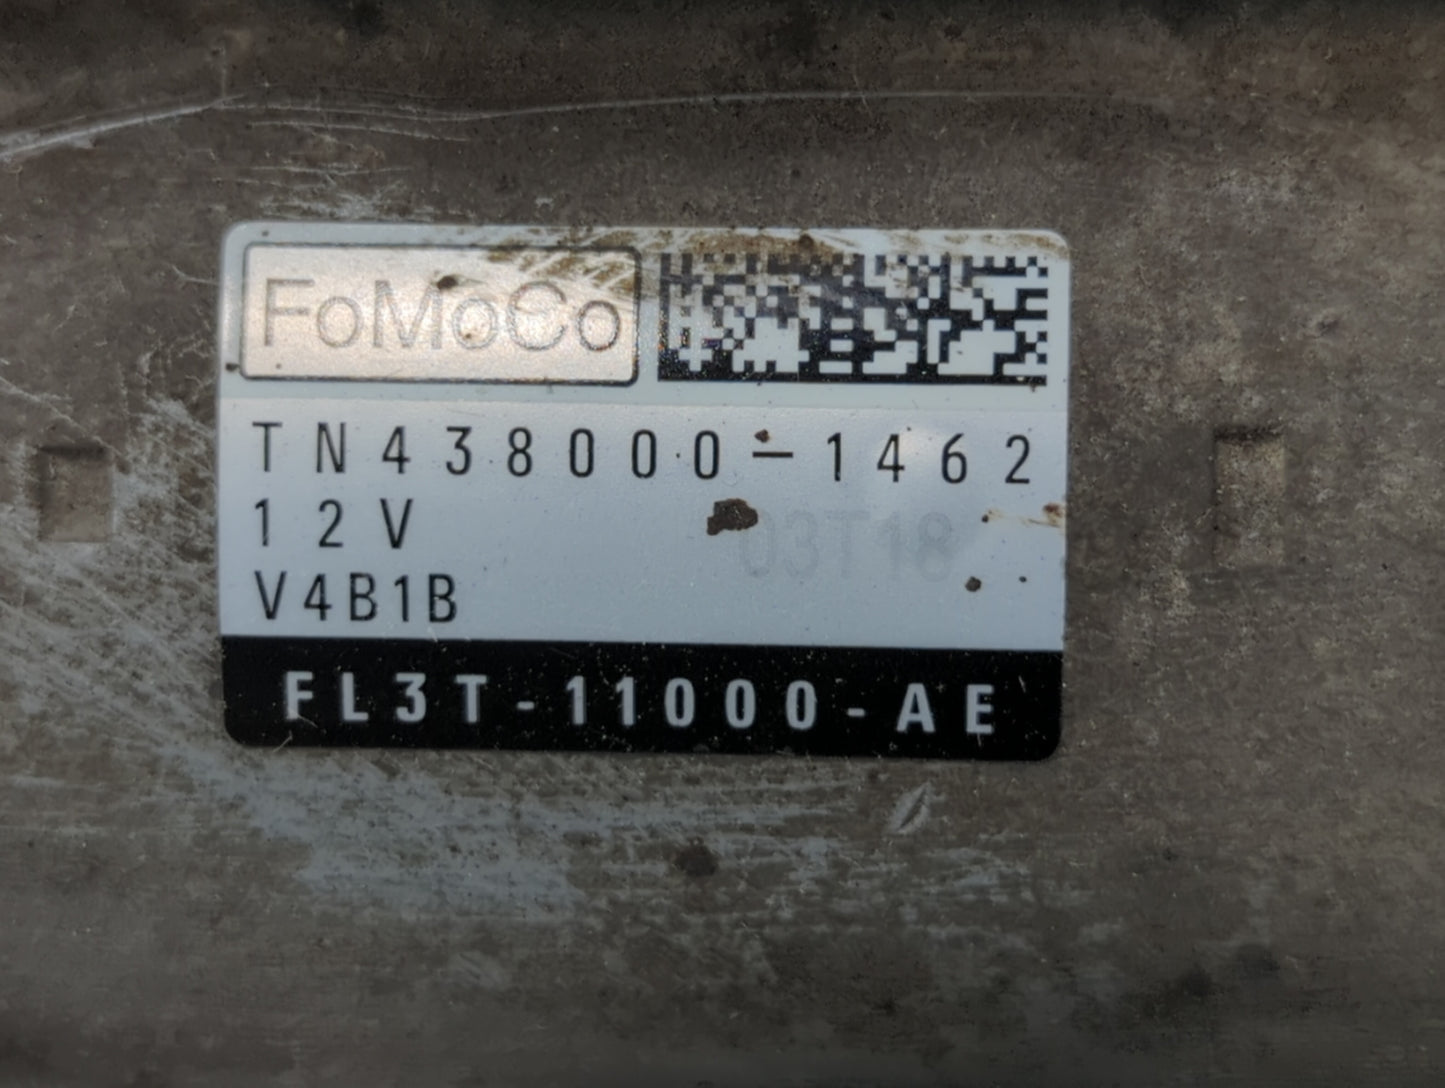 FoMoCo
TN438000-1462
12V
03T18
V4B1B
FL3T-11000-AE